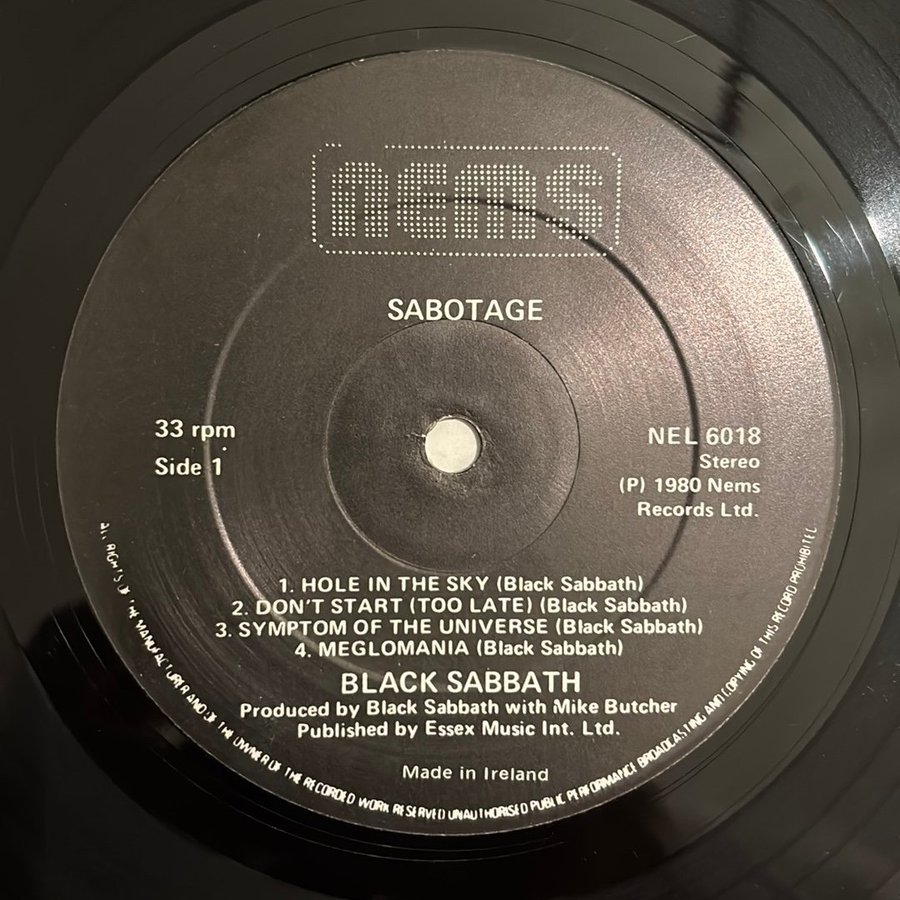 nems
SABOTAGE
33 rpm
Side 1
NEL 6018
Stereo
(P) 1980 Nems
Records Ltd.
1. HOLE IN THE SKY (Black Sabbath)
2. DON'T START (TOO LATE) (Black Sabbath)
3. SYMPTOM OF THE UNIVERSE (Black Sabbath)
4. MEGLOMANIA (Black Sabbath)
BLACK SABBATH
Produced by Black Sabbath with Mike Butcher
Published by Essex Music Int. Ltd.
Made in Ireland
ALL RIGHTS OF THE MANUFACTURER AND OF THE OWNER OF THE RECORDED WORK RESERVED UNAUTHORISED PUBLIC PERFORMANCE BROADCASTING AND COPYING OF THIS RECORD PROHIBITED